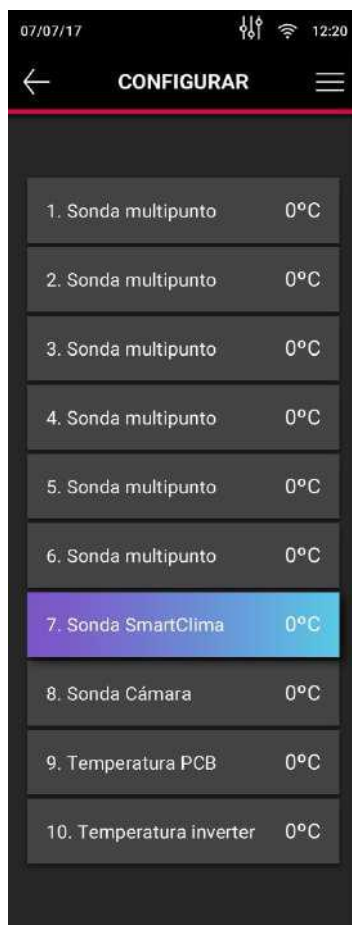 07/07/17 12:20
CONFIGURAR
1. Sonda multipunto 0ºC
2. Sonda multipunto 0ºC
3. Sonda multipunto 0ºC
4. Sonda multipunto 0ºC
5. Sonda multipunto 0ºC
6. Sonda multipunto 0ºC
7. Sonda SmartClima 0ºC
8. Sonda Cámara 0ºC
9. Temperatura PCB 0ºC
10. Temperatura inverter 0ºC